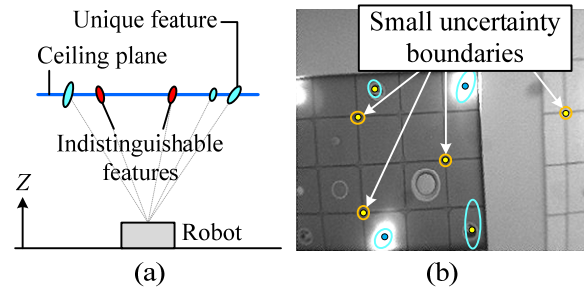 Unique feature
Ceiling plane
Indistinguishable
features
Z
Robot
(a)
Small uncertainty
boundaries
(b)